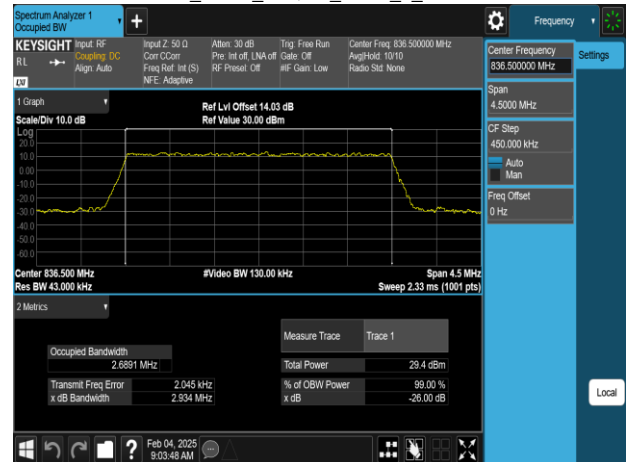 Spectrum Analyzer 1
Occupied BW
Frequency
KEYSIGHT
RL
LXI
Input: RF
Coupling: DC
Align: Auto
Input Z: 50 Ω
Corr CCorr
Freq Ref: Int (S)
NFE: Adaptive
Atten: 30 dB
Pre: Int off, LNA off
RF Presel: Off
Trig: Free Run
Gate: Off
#IF Gain: Low
Center Freq: 836.500000 MHz
Avg|Hold: 10/10
Radio Std: None
1 Graph
Scale/Div 10.0 dB
Ref Lvl Offset 14.03 dB
Ref Value 30.00 dBm
Log
20.0
10.0
0.00
-10.0
-20.0
-30.0
-40.0
-50.0
-60.0
Center 836.500 MHz
Res BW 43.000 kHz
#Video BW 130.00 kHz
Span 4.5 MHz
Sweep 2.33 ms (1001 pts)
2 Metrics
Measure Trace Trace 1
Occupied Bandwidth
2.6891 MHz
Total Power 29.4 dBm
Transmit Freq Error 2.045 kHz
% of OBW Power 99.00 %
x dB Bandwidth 2.934 MHz
x dB -26.00 dB
Center Frequency
836.500000 MHz
Settings
Span
4.5000 MHz
CF Step
450.000 kHz
Auto
Man
Freq Offset
0 Hz
Local
?
Feb 04, 2025
9:03:48 AM